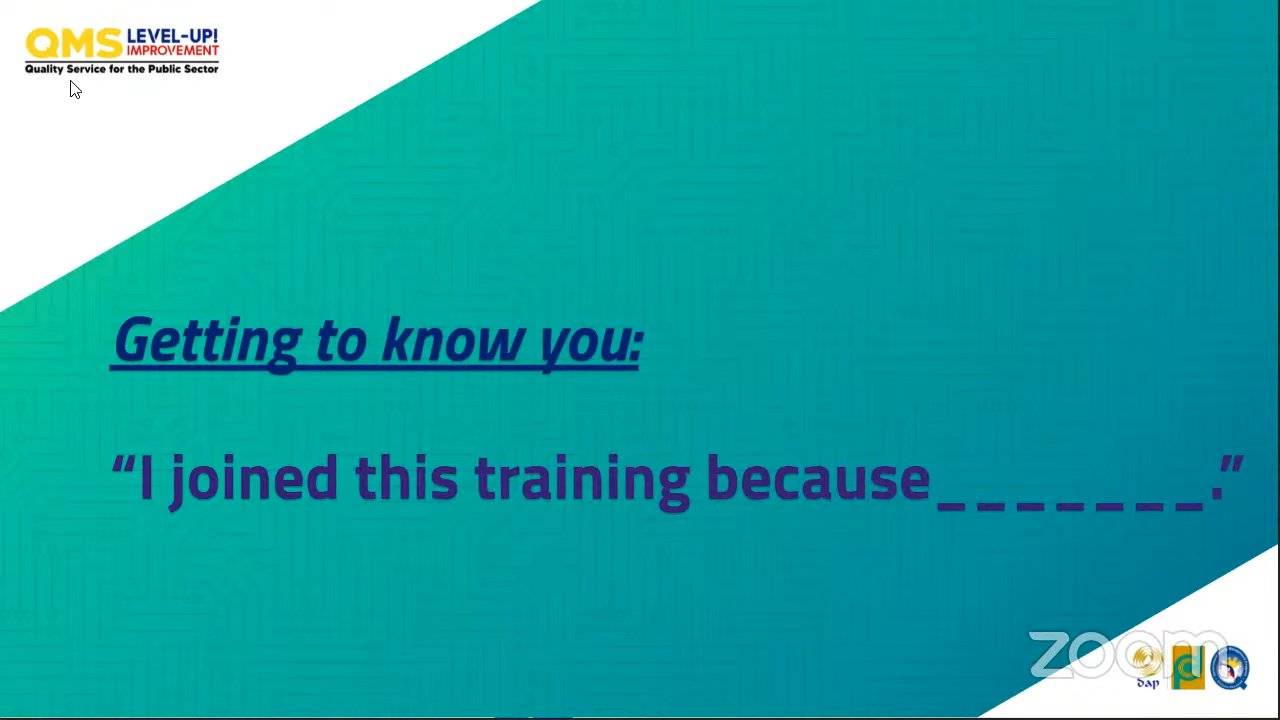 QMS LEVEL-UP!
IMPROVEMENT
Quality Service for the Public Sector
Getting to know you:
“I joined this training because_ _ _ _ _ _ _.”
zoom
dap